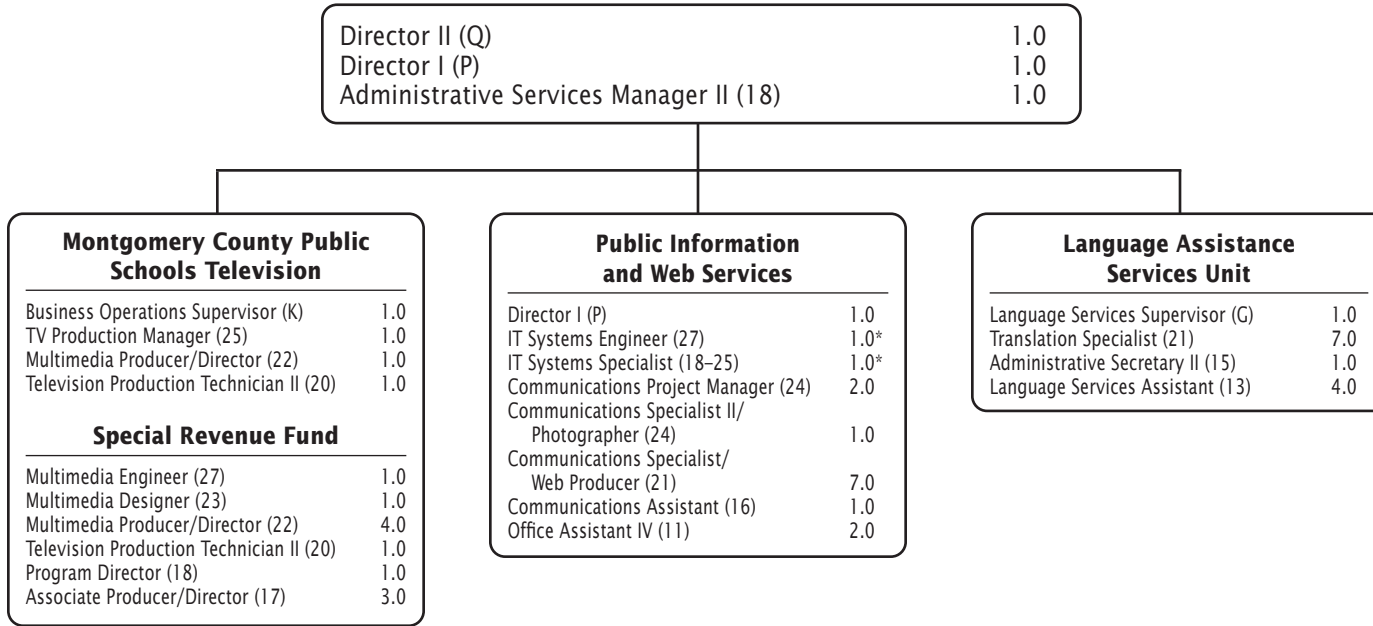 Director II (Q) 1.0
Director I (P) 1.0
Administrative Services Manager II (18) 1.0
Montgomery County Public
Schools Television
Business Operations Supervisor (K) 1.0
TV Production Manager (25) 1.0
Multimedia Producer/Director (22) 1.0
Television Production Technician II (20) 1.0
Special Revenue Fund
Multimedia Engineer (27) 1.0
Multimedia Designer (23) 1.0
Multimedia Producer/Director (22) 4.0
Television Production Technician II (20) 1.0
Program Director (18) 1.0
Associate Producer/Director (17) 3.0
Public Information
and Web Services
Director I (P) 1.0
IT Systems Engineer (27) 1.0*
IT Systems Specialist (18–25) 1.0*
Communications Project Manager (24) 2.0
Communications Specialist II/
Photographer (24) 1.0
Communications Specialist/
Web Producer (21) 7.0
Communications Assistant (16) 1.0
Office Assistant IV (11) 2.0
Language Assistance
Services Unit
Language Services Supervisor (G) 1.0
Translation Specialist (21) 7.0
Administrative Secretary II (15) 1.0
Language Services Assistant (13) 4.0